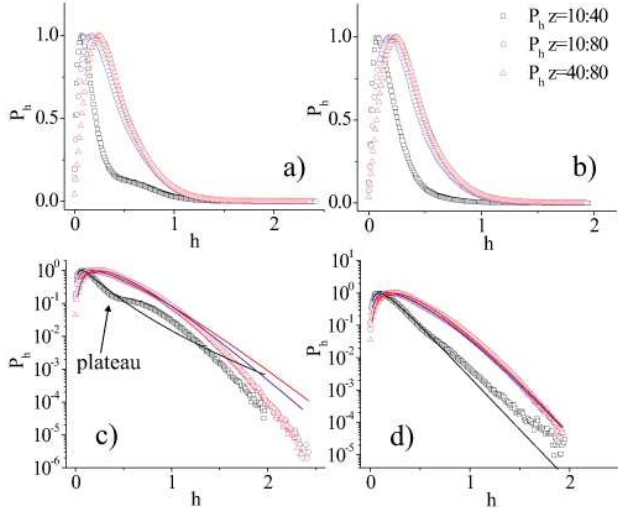 a)
P_h
1.0
0.5
0.0
0 1 2
h
b)
P_h
1.0
0.5
0.0
0 1 2
h
P_h z=10:40
P_h z=10:80
P_h z=40:80
c)
P_h
10^0
10^-1
10^-2
10^-3
10^-4
10^-5
10^-6
plateau
0 1 2
h
d)
P_h
10^1
10^0
10^-1
10^-2
10^-3
10^-4
10^-5
0 1 2
h